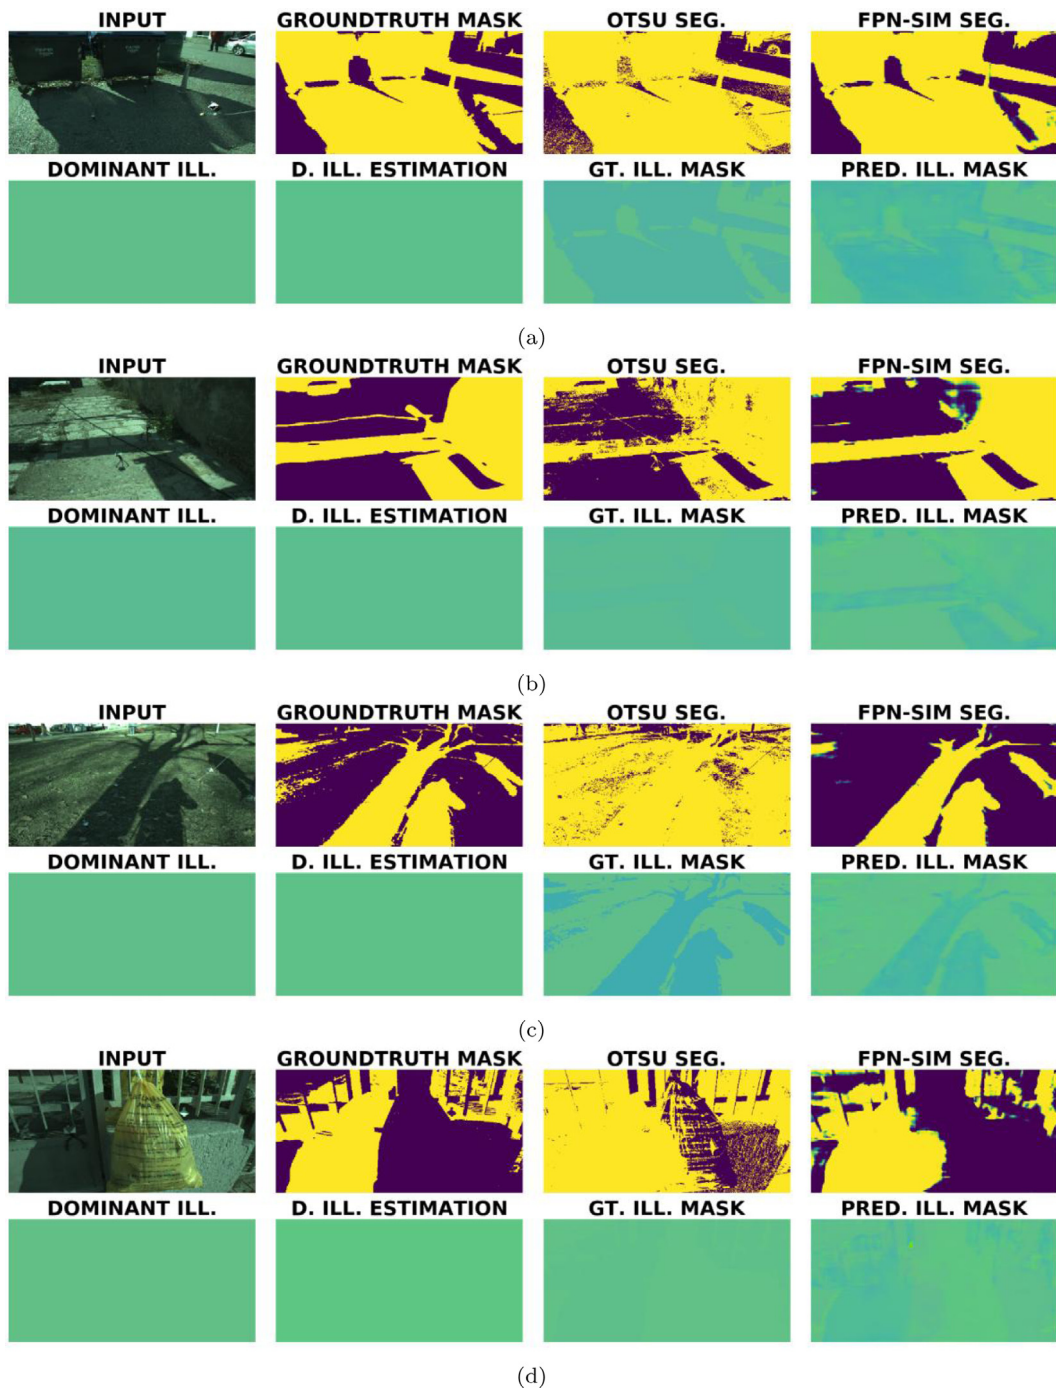 INPUT GROUNDTRUTH MASK OTSU SEG. FPN-SIM SEG.
DOMINANT ILL. D. ILL. ESTIMATION GT. ILL. MASK PRED. ILL. MASK
(a)
INPUT GROUNDTRUTH MASK OTSU SEG. FPN-SIM SEG.
DOMINANT ILL. D. ILL. ESTIMATION GT. ILL. MASK PRED. ILL. MASK
(b)
INPUT GROUNDTRUTH MASK OTSU SEG. FPN-SIM SEG.
DOMINANT ILL. D. ILL. ESTIMATION GT. ILL. MASK PRED. ILL. MASK
(c)
INPUT GROUNDTRUTH MASK OTSU SEG. FPN-SIM SEG.
DOMINANT ILL. D. ILL. ESTIMATION GT. ILL. MASK PRED. ILL. MASK
(d)